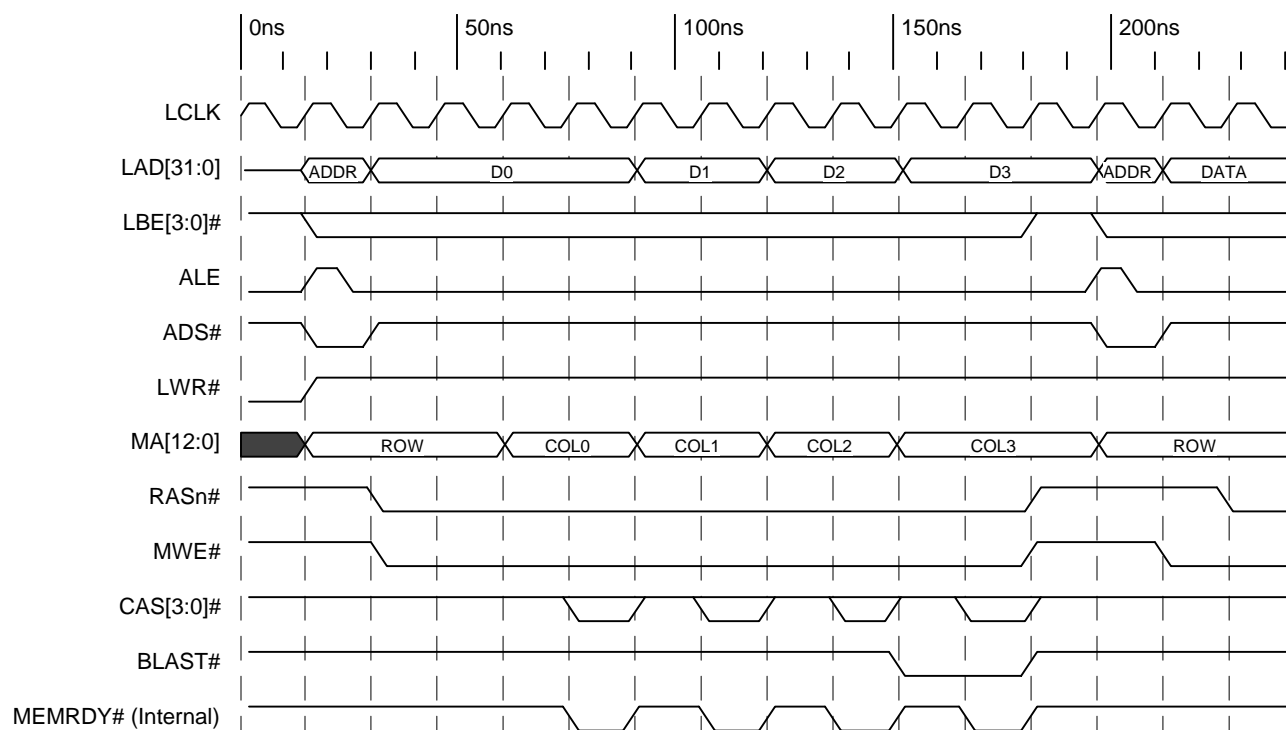 0ns 50ns 100ns 150ns 200ns
LCLK
LAD[31:0] ADDR D0 D1 D2 D3 ADDR DATA
LBE[3:0]#
ALE
ADS#
LWR#
MA[12:0] ROW COL0 COL1 COL2 COL3 ROW
RASn#
MWE#
CAS[3:0]#
BLAST#
MEMRDY# (Internal)